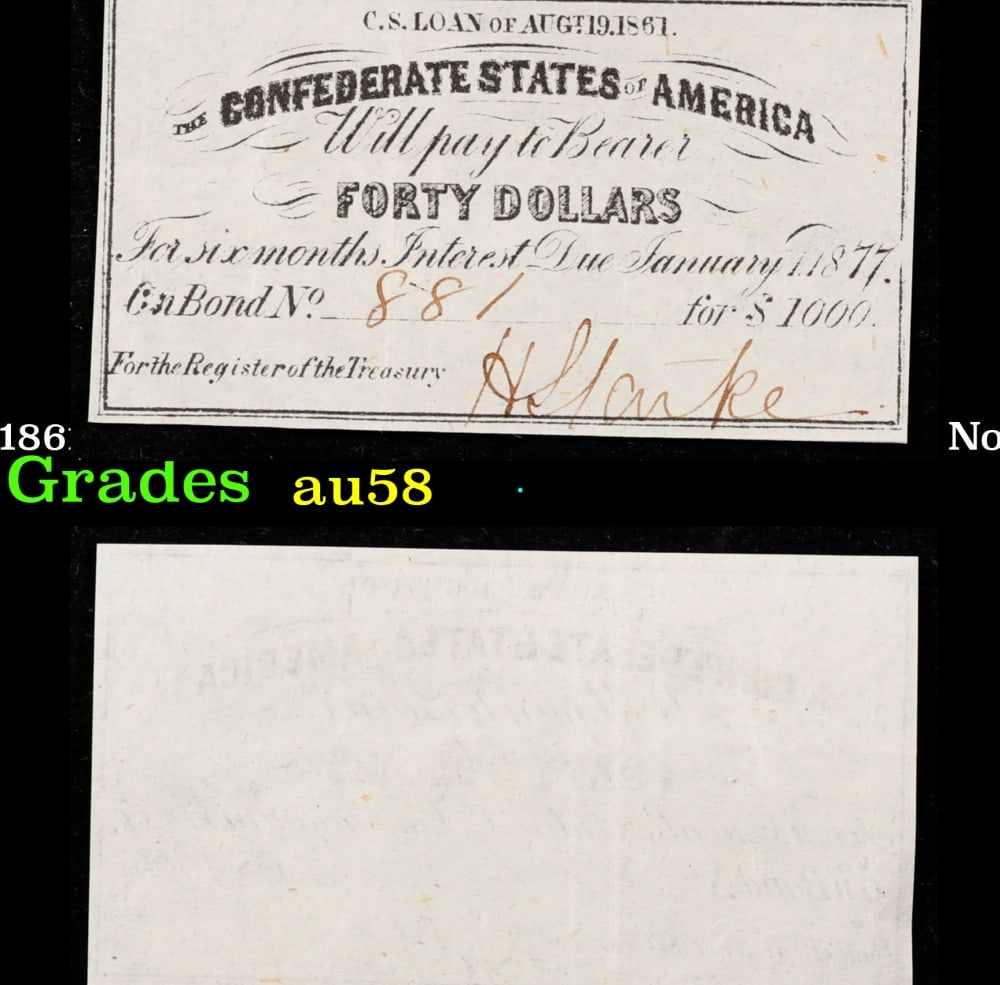 C.S. LOAN OF AUGT. 19. 1861.
THE CONFEDERATE STATES OF AMERICA
Will pay to Bearer
FORTY DOLLARS
For six months Interest Due January 1. 1877.
On Bond No. 881 for $ 1000.
For the Register of the Treasury H Starke
186 No
Grades au58